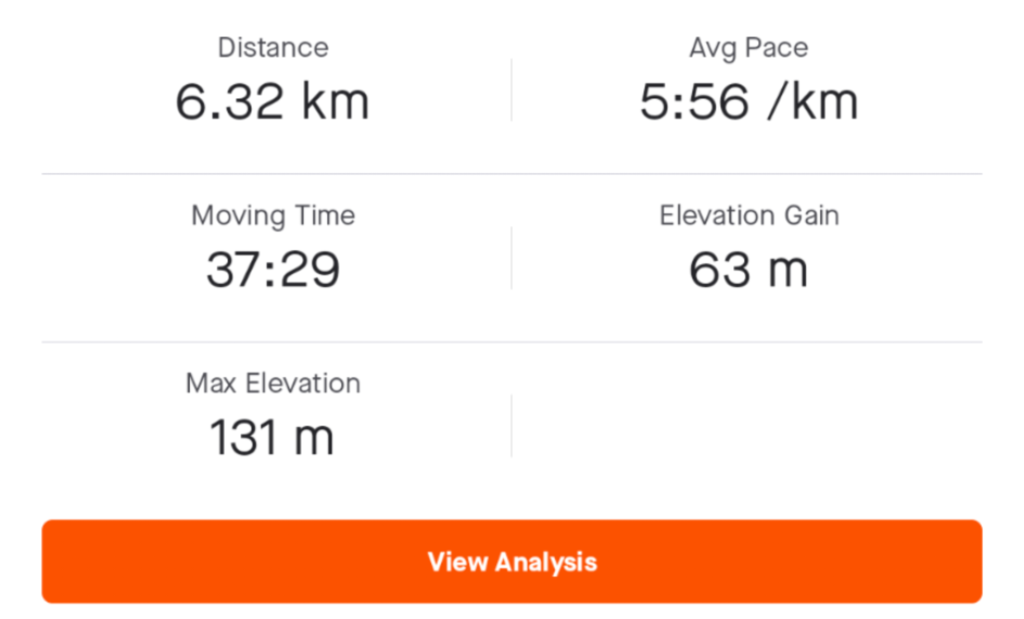 Distance
6.32 km
Avg Pace
5:56 /km
Moving Time
37:29
Elevation Gain
63 m
Max Elevation
131 m
View Analysis